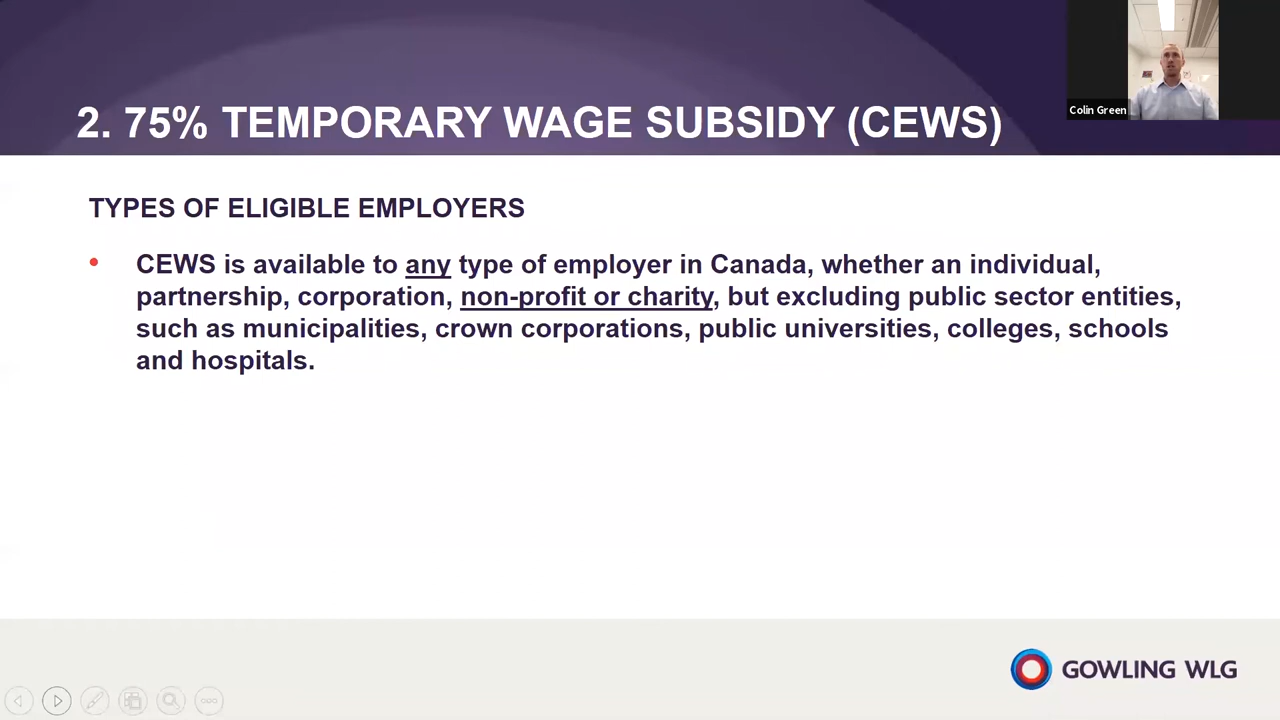 2. 75% TEMPORARY WAGE SUBSIDY (CEWS)
Colin Green
TYPES OF ELIGIBLE EMPLOYERS
• CEWS is available to any type of employer in Canada, whether an individual,
partnership, corporation, non-profit or charity, but excluding public sector entities,
such as municipalities, crown corporations, public universities, colleges, schools
and hospitals.
GOWLING WLG